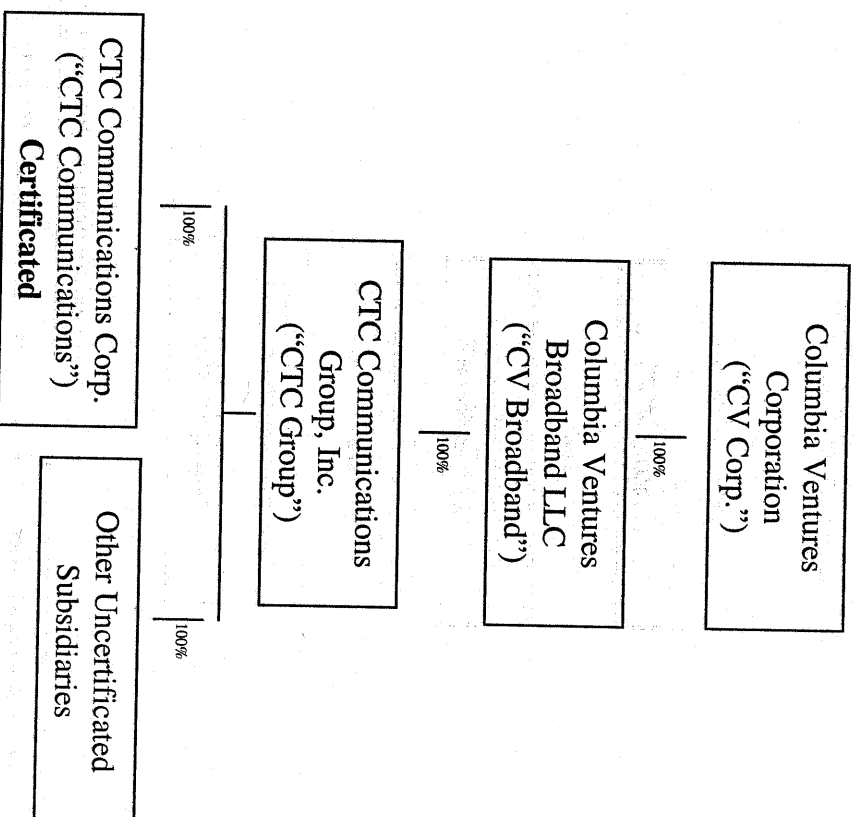 Columbia Ventures
Corporation
(“CV Corp.”)
100%
Columbia Ventures
Broadband LLC
(“CV Broadband”)
100%
CTC Communications
Group, Inc.
(“CTC Group”)
100%
100%
CTC Communications Corp.
(“CTC Communications”)
Certificated
Other Uncertificated
Subsidiaries